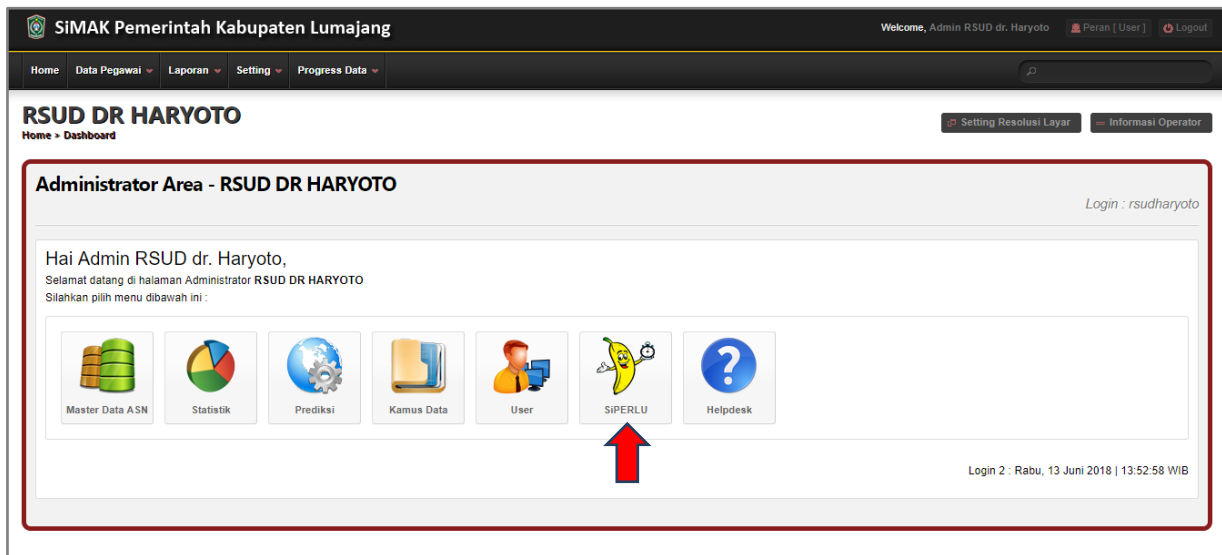 SiMAK Pemerintah Kabupaten Lumajang
Welcome, Admin RSUD dr. Haryoto
Peran [ User ]
Logout
Home
Data Pegawai
Laporan
Setting
Progress Data
RSUD DR HARYOTO
Home » Dashboard
Setting Resolusi Layar
Informasi Operator
Administrator Area - RSUD DR HARYOTO
Login : rsudharyoto
Hai Admin RSUD dr. Haryoto,
Selamat datang di halaman Administrator RSUD DR HARYOTO
Silahkan pilih menu dibawah ini :
Master Data ASN
Statistik
Prediksi
Kamus Data
User
SiPERLU
Helpdesk
Login 2 : Rabu, 13 Juni 2018 | 13:52:58 WIB